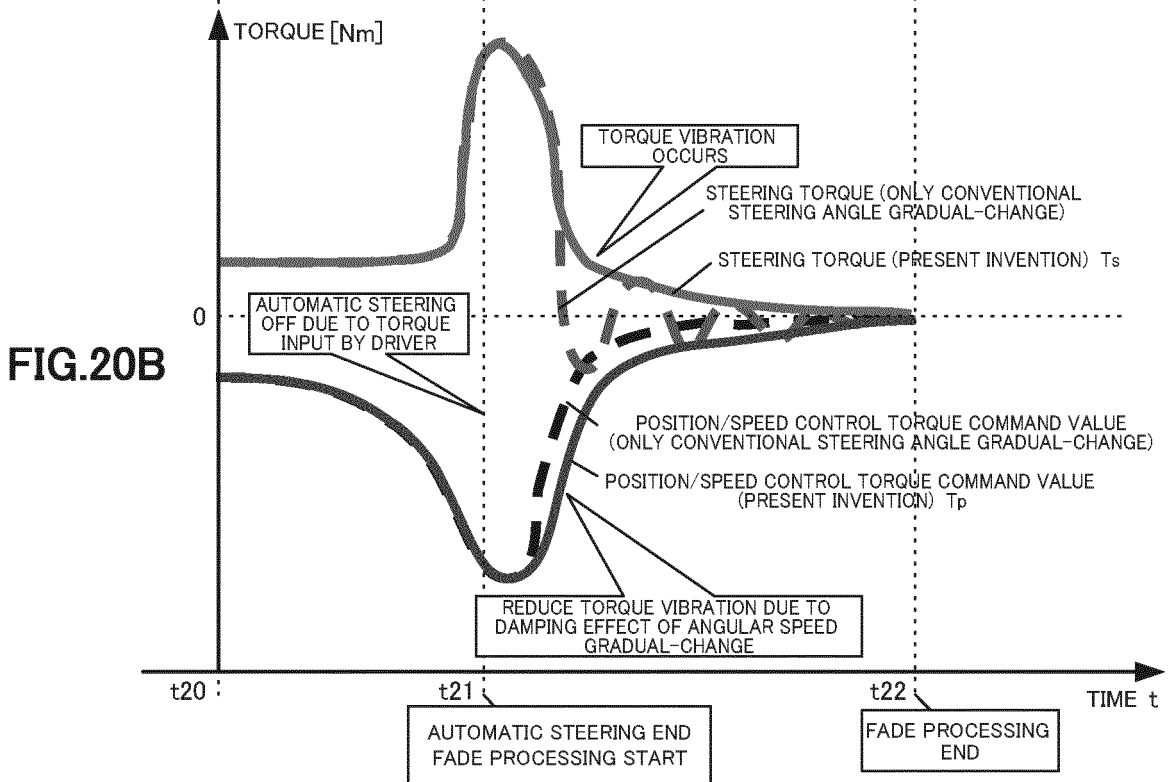 TORQUE [Nm]
TORQUE VIBRATION
OCCURS
STEERING TORQUE (ONLY CONVENTIONAL
STEERING ANGLE GRADUAL-CHANGE)
STEERING TORQUE (PRESENT INVENTION) Ts
AUTOMATIC STEERING
OFF DUE TO TORQUE
INPUT BY DRIVER
0
FIG.20B
POSITION/SPEED CONTROL TORQUE COMMAND VALUE
(ONLY CONVENTIONAL STEERING ANGLE GRADUAL-CHANGE)
POSITION/SPEED CONTROL TORQUE COMMAND VALUE
(PRESENT INVENTION) Tp
REDUCE TORQUE VIBRATION DUE TO
DAMPING EFFECT OF ANGULAR SPEED
GRADUAL-CHANGE
t20
t21
t22
TIME t
AUTOMATIC STEERING END
FADE PROCESSING START
FADE PROCESSING
END